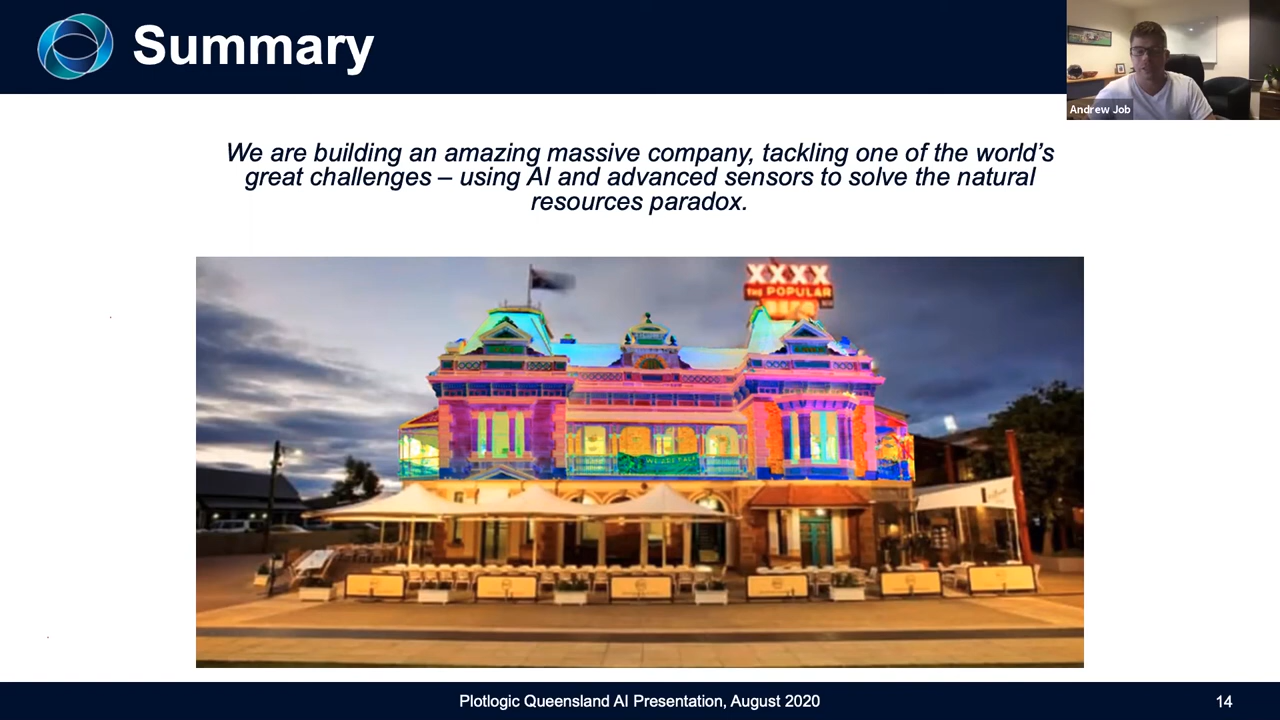 Summary
Andrew Job
We are building an amazing massive company, tackling one of the world's
great challenges – using AI and advanced sensors to solve the natural
resources paradox.
XXXX
THE POPULAR
Plotlogic Queensland AI Presentation, August 2020
14